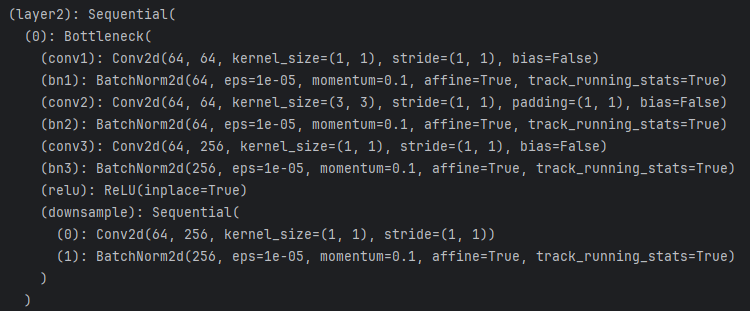 (layer2): Sequential(
  (0): Bottleneck(
    (conv1): Conv2d(64, 64, kernel_size=(1, 1), stride=(1, 1), bias=False)
    (bn1): BatchNorm2d(64, eps=1e-05, momentum=0.1, affine=True, track_running_stats=True)
    (conv2): Conv2d(64, 64, kernel_size=(3, 3), stride=(1, 1), padding=(1, 1), bias=False)
    (bn2): BatchNorm2d(64, eps=1e-05, momentum=0.1, affine=True, track_running_stats=True)
    (conv3): Conv2d(64, 256, kernel_size=(1, 1), stride=(1, 1), bias=False)
    (bn3): BatchNorm2d(256, eps=1e-05, momentum=0.1, affine=True, track_running_stats=True)
    (relu): ReLU(inplace=True)
    (downsample): Sequential(
      (0): Conv2d(64, 256, kernel_size=(1, 1), stride=(1, 1))
      (1): BatchNorm2d(256, eps=1e-05, momentum=0.1, affine=True, track_running_stats=True)
    )
  )